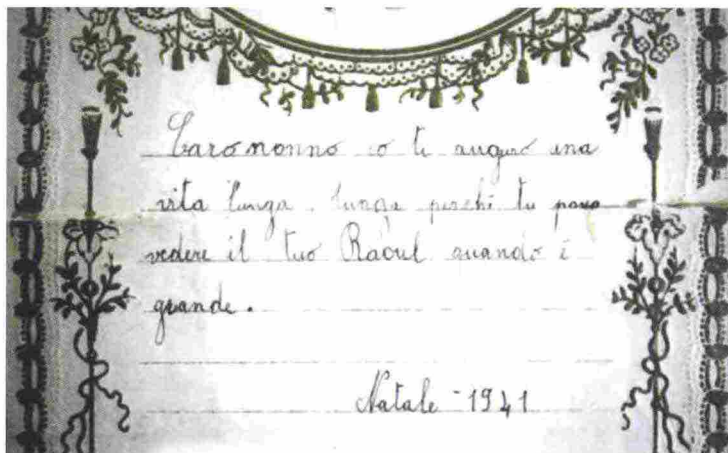 Caro nonno io ti auguro una
vita lunga lunga perché tu possa
vedere il tuo Raoul quando è
grande.
Natale - 1941